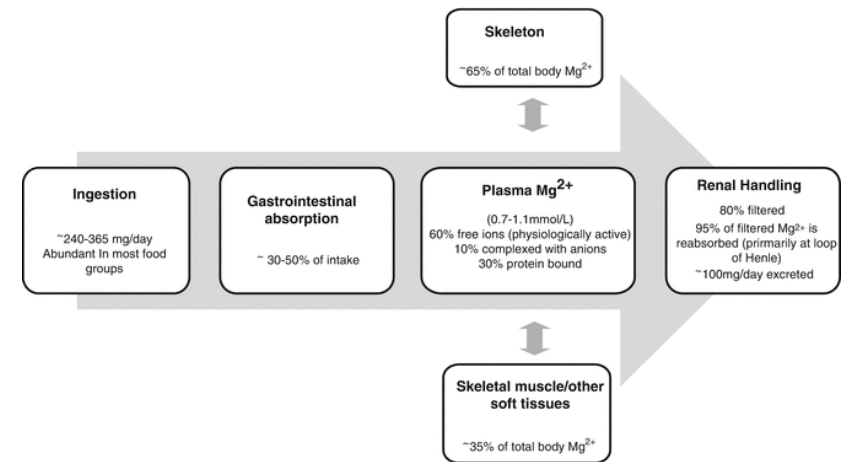 Skeleton
~65% of total body Mg2+
Ingestion
~240-365 mg/day
Abundant In most food
groups
Gastrointestinal
absorption
~ 30-50% of intake
Plasma Mg2+
(0.7-1.1mmol/L)
60% free ions (physiologically active)
10% complexed with anions
30% protein bound
Renal Handling
80% filtered
95% of filtered Mg2+ is
reabsorbed (prirmarily at loop
of Henle)
~100mg/day excreted
Skeletal muscle/other
soft tissues
~35% of total body Mg2+